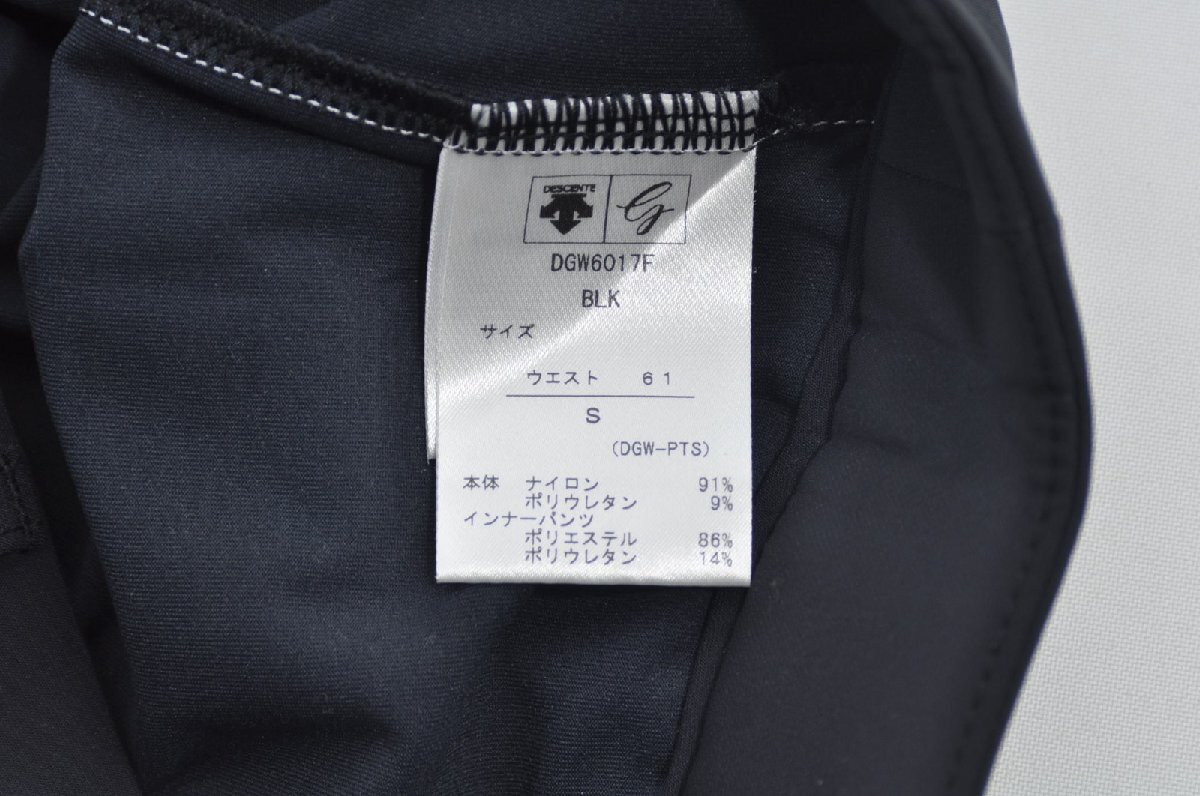 DESCENTE G
DGW6017F
BLK
サイズ
ウエスト 61
S
(DGW-PTS)
本体 ナイロン 91%
ポリウレタン 9%
インナーパンツ
ポリエステル 86%
ポリウレタン 14%